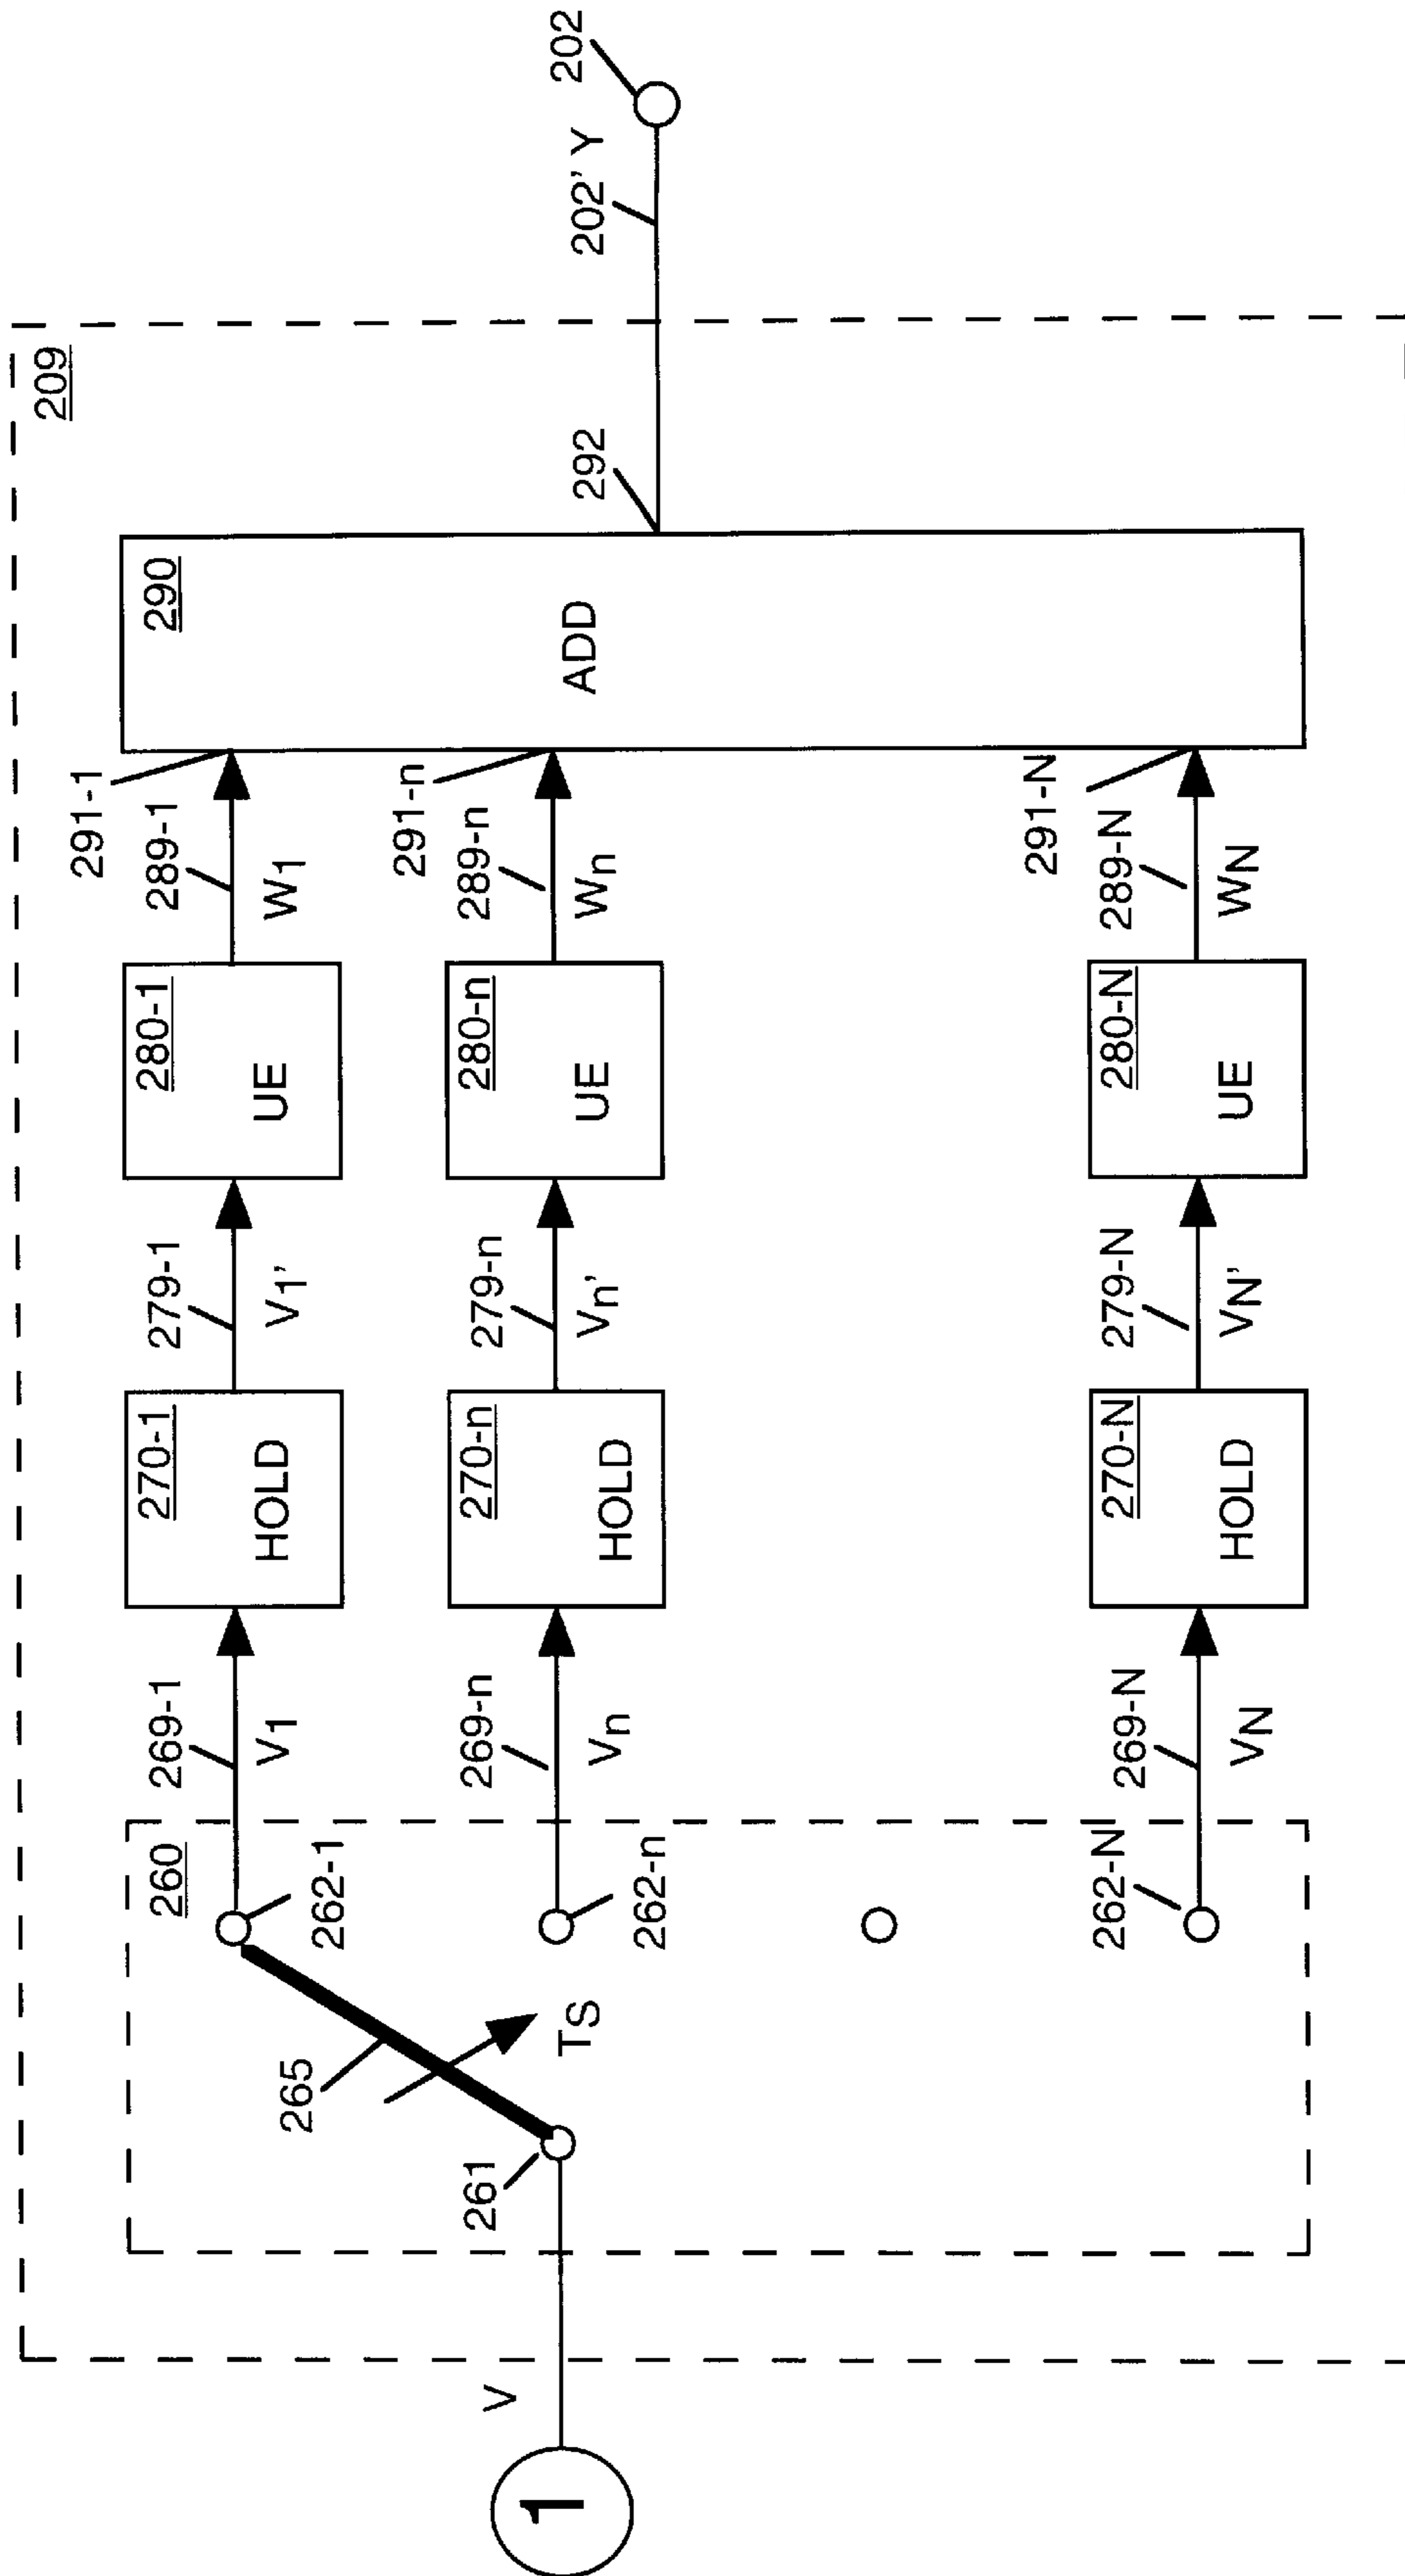 209
1
V
260
261
265
TS
262-1
262-n
262-N
269-1
V1
269-n
Vn
269-N
VN
270-1
HOLD
270-n
HOLD
270-N
HOLD
279-1
V1'
279-n
Vn'
279-N
VN'
280-1
UE
280-n
UE
280-N
UE
289-1
W1
291-1
289-n
Wn
291-n
289-N
WN
291-N
290
ADD
292
202' Y
202